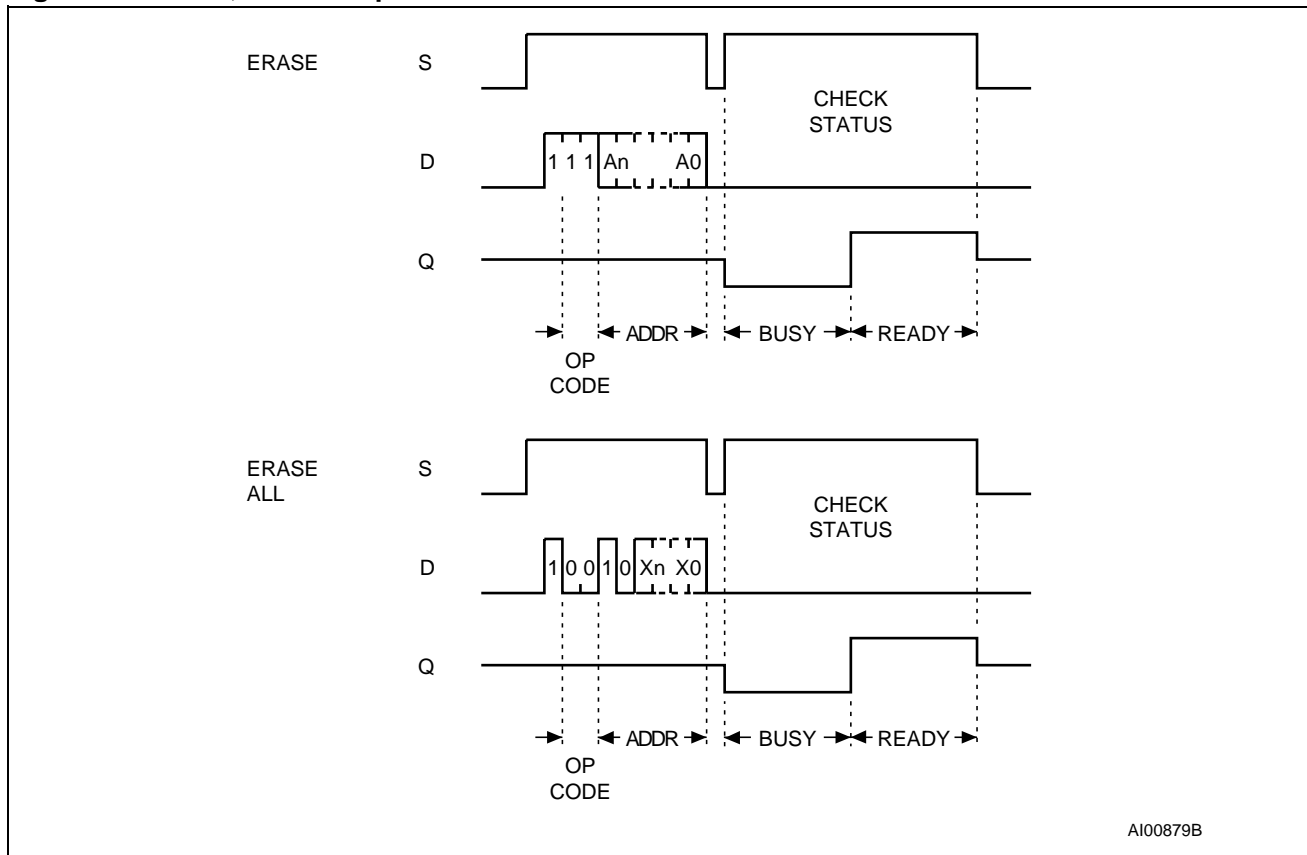 ERASE S
CHECK
STATUS
D 1 1 1 An A0
Q
ADDR BUSY READY
OP
CODE
ERASE
ALL
S
CHECK
STATUS
D 1 0 0 1 0 Xn X0
Q
ADDR BUSY READY
OP
CODE
AI00879B